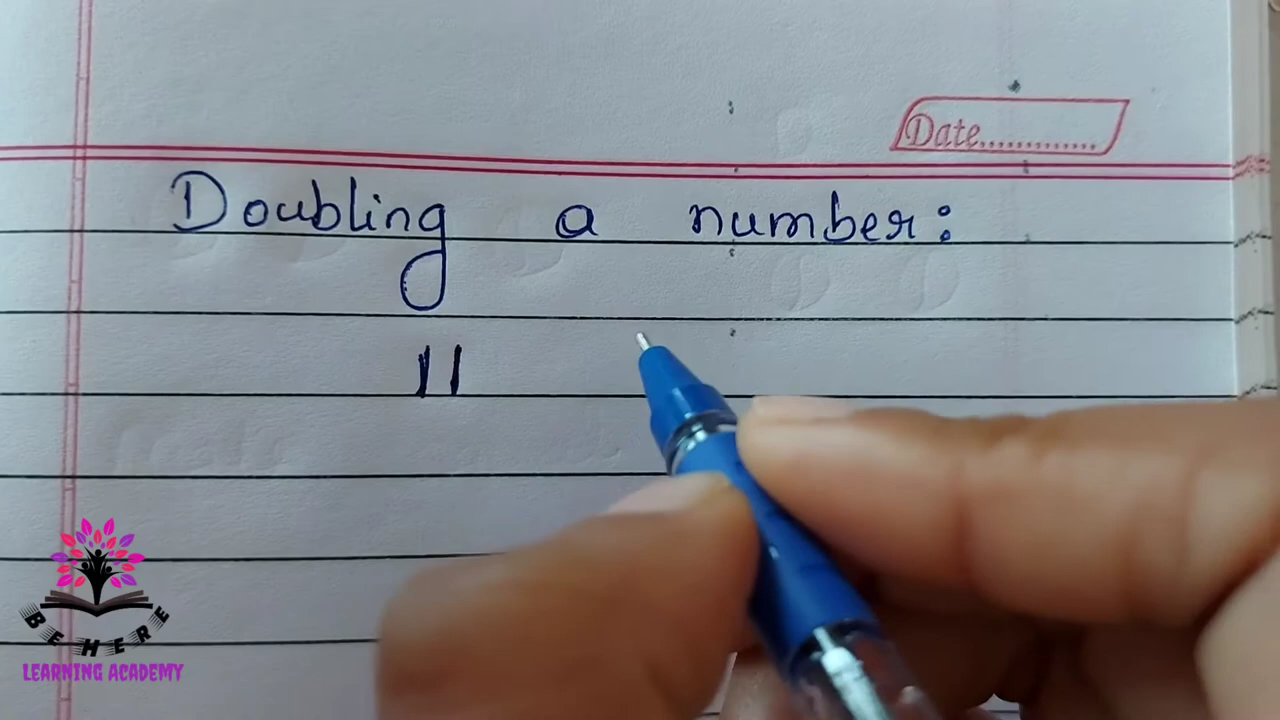 Date.............
Doubling a number:
11
BEHERE
LEARNING ACADEMY